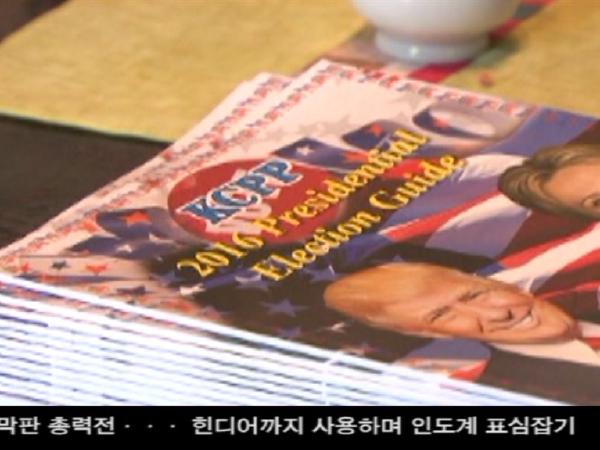 KCPP
2016 Presidential
Election Guide
막판 총력전 · · · 힌디어까지 사용하며 인도계 표심잡기